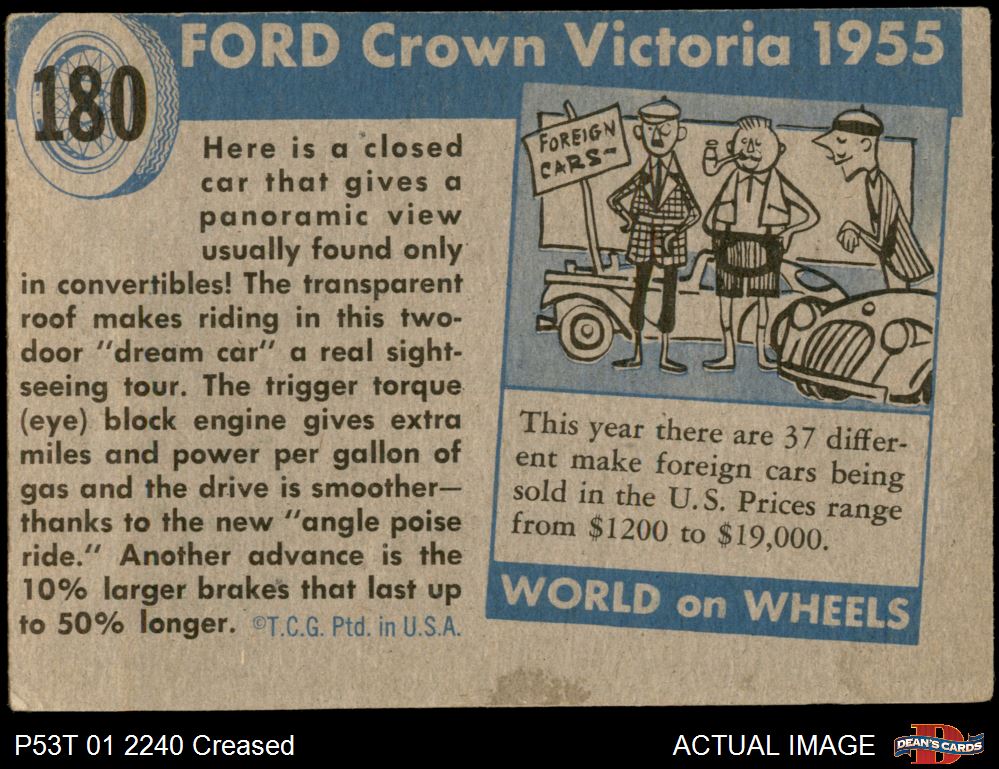 180
FORD Crown Victoria 1955
Here is a closed
car that gives a
panoramic view
usually found only
in convertibles! The transparent
roof makes riding in this two-
door "dream car" a real sight-
seeing tour. The trigger torque
(eye) block engine gives extra
miles and power per gallon of
gas and the drive is smoother—
thanks to the new "angle poise
ride." Another advance is the
10% larger brakes that last up
to 50% longer. ©T.C.G. Ptd. in U.S.A.
FOREIGN
CARS~
This year there are 37 differ-
ent make foreign cars being
sold in the U.S. Prices range
from $1200 to $19,000.
WORLD on WHEELS
P53T 01 2240 Creased
ACTUAL IMAGE
D
DEAN'S CARDS